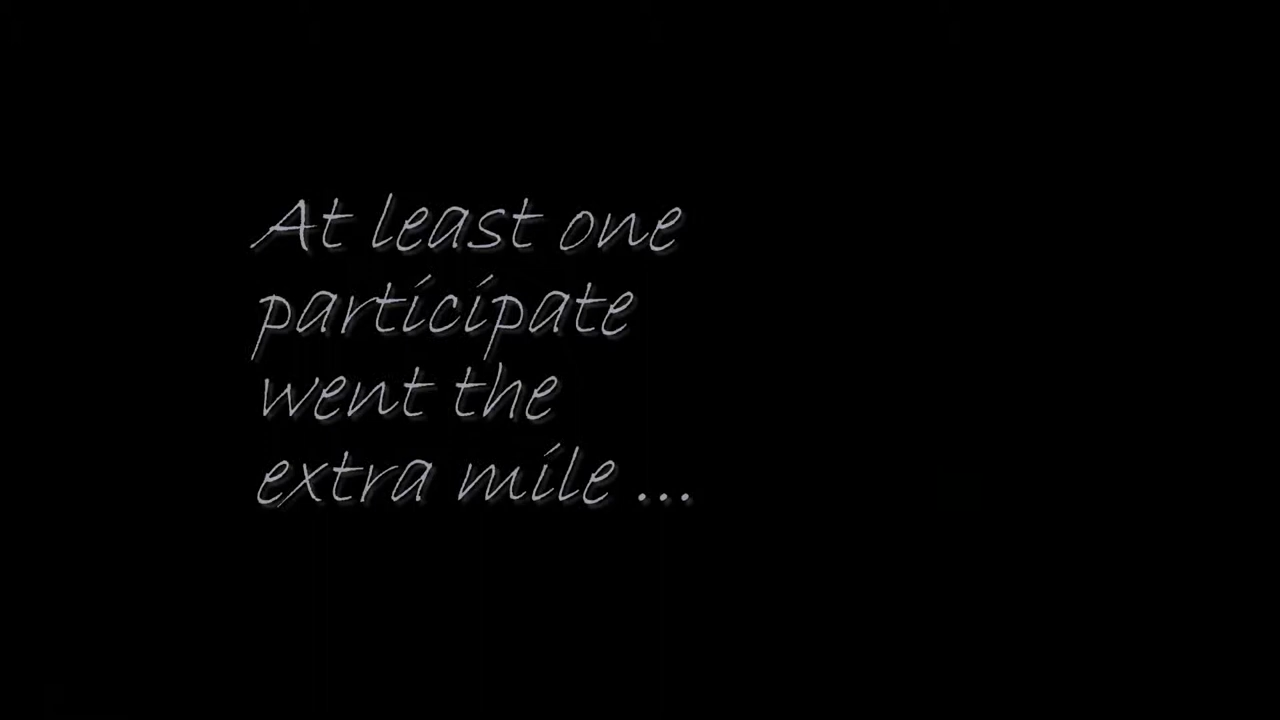 At least one
participate
went the
extra mile ...